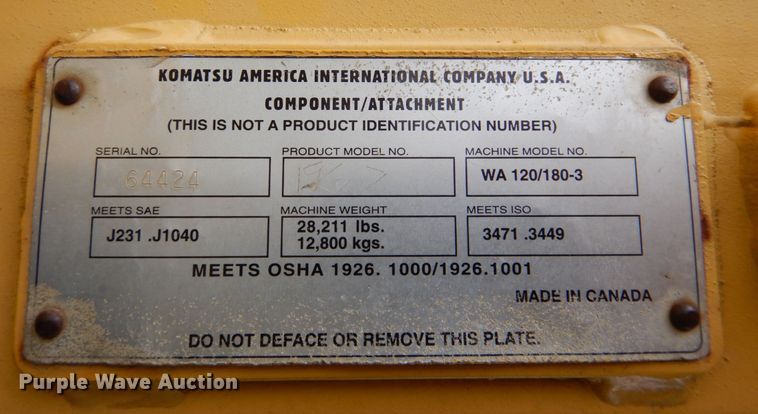 KOMATSU AMERICA INTERNATIONAL COMPANY U.S.A.
COMPONENT/ATTACHMENT
(THIS IS NOT A PRODUCT IDENTIFICATION NUMBER)
SERIAL NO. PRODUCT MODEL NO. MACHINE MODEL NO.
64424 WA 120/180-3
MEETS SAE MACHINE WEIGHT MEETS ISO
J231 .J1040 28,211 lbs. 3471 .3449
12,800 kgs.
MEETS OSHA 1926. 1000/1926.1001
MADE IN CANADA
DO NOT DEFACE OR REMOVE THIS PLATE.
Purple Wave Auction